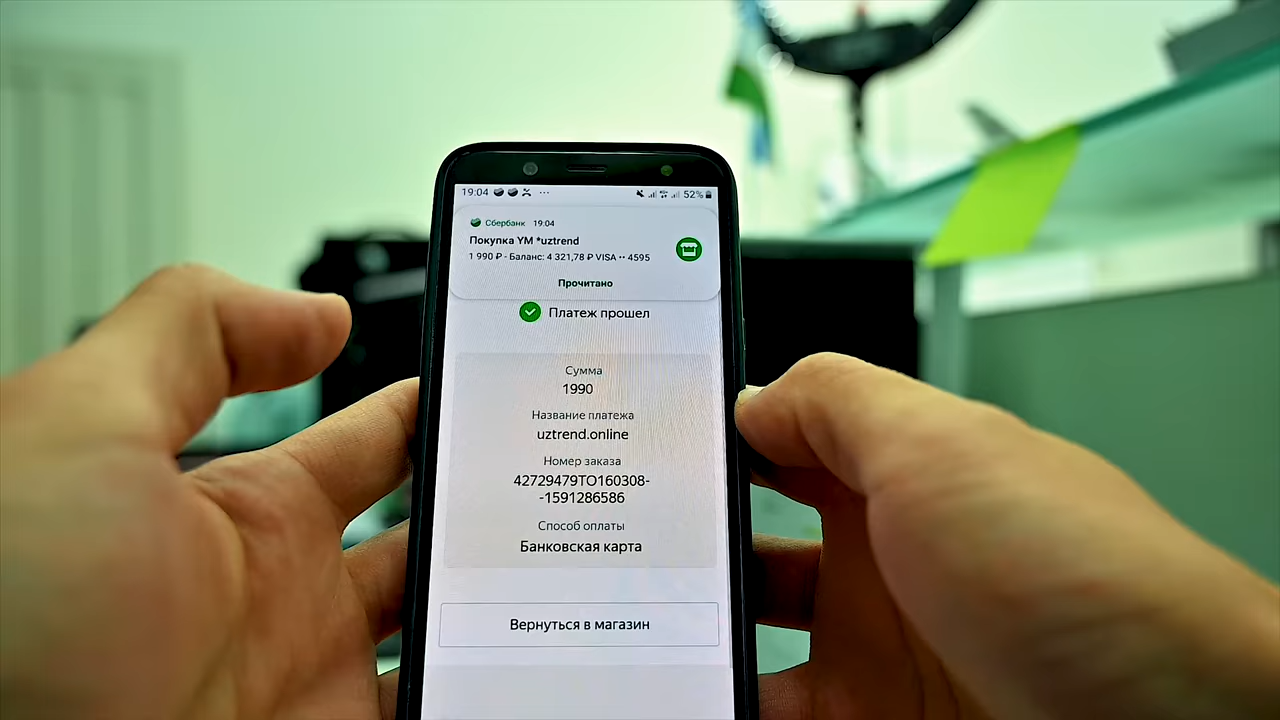 19:04 ... 52%
Сбербанк 19:04
Покупка YM *uztrend
1 990 ₽ - Баланс: 4 321,78 ₽ VISA •• 4595
Прочитано
Платеж прошел
Сумма
1990
Название платежа
uztrend.online
Номер заказа
42729479TO160308-
-1591286586
Способ оплаты
Банковская карта
Вернуться в магазин